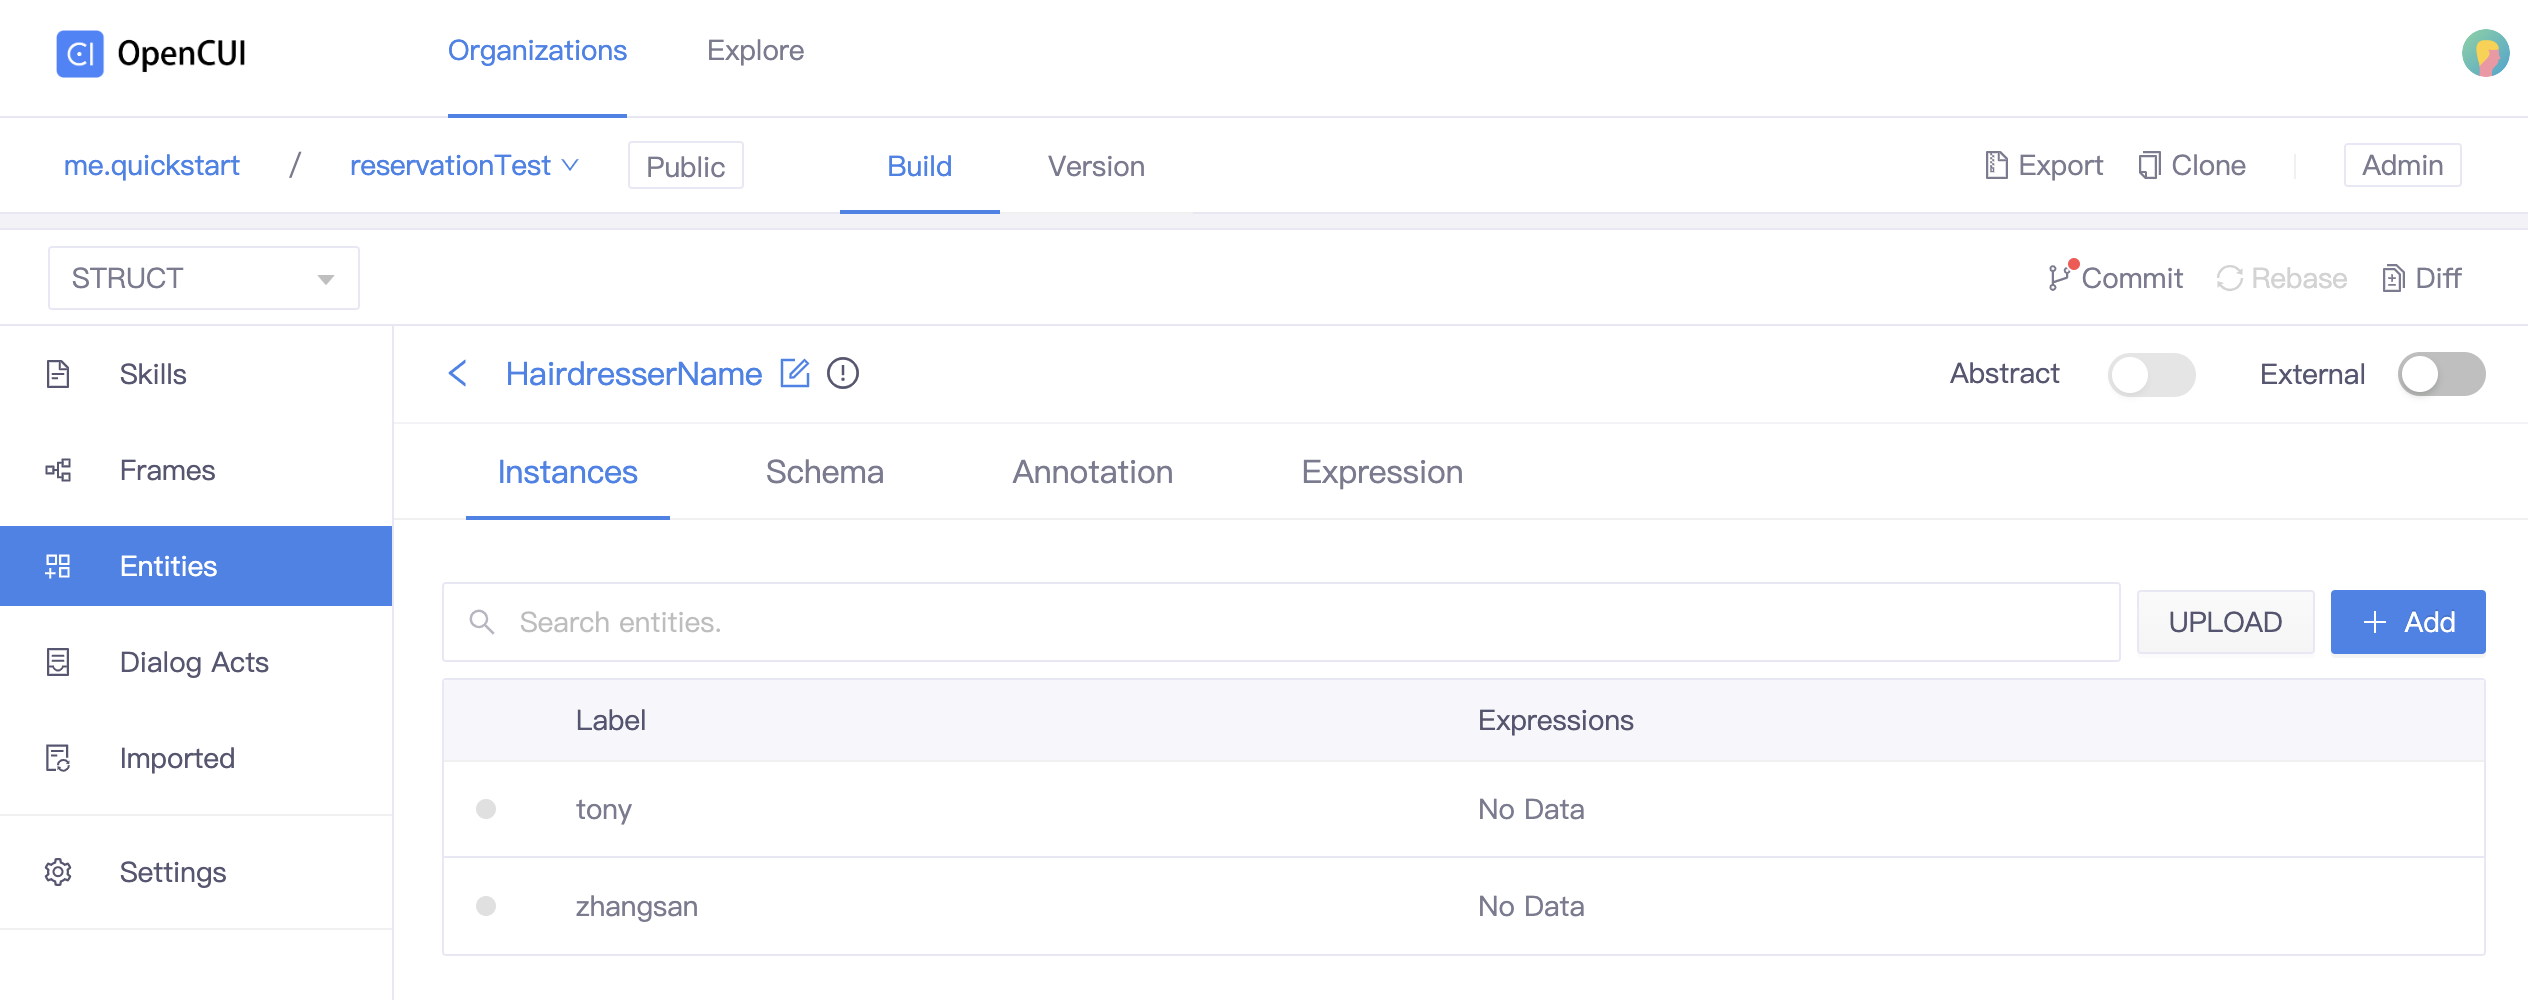 OpenCUI
Organizations
Explore
me.quickstart / reservationTest
Public
Build
Version
Export
Clone
Admin
STRUCT
Commit
Rebase
Diff
Skills
Frames
Entities
Dialog Acts
Imported
Settings
HairdresserName
Abstract
External
Instances
Schema
Annotation
Expression
Search entities.
UPLOAD
+ Add
Label
Expressions
tony
No Data
zhangsan
No Data